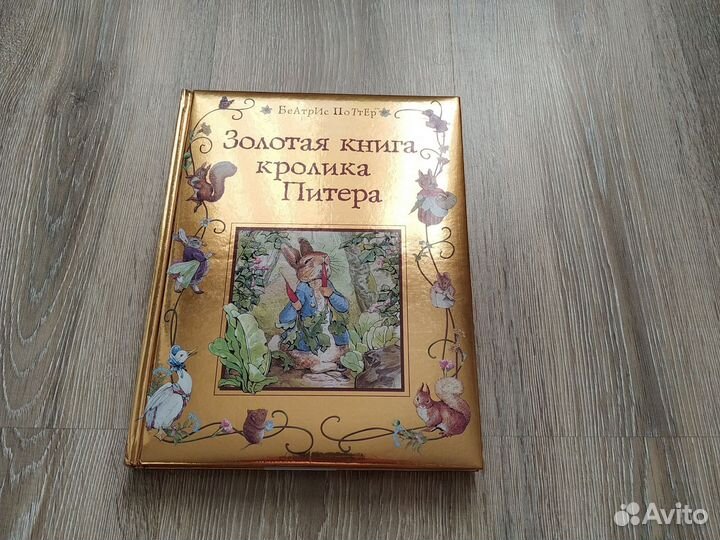 БеАтрИс ПоТтЕр
Золотая книга
кролика
Питера
Avito